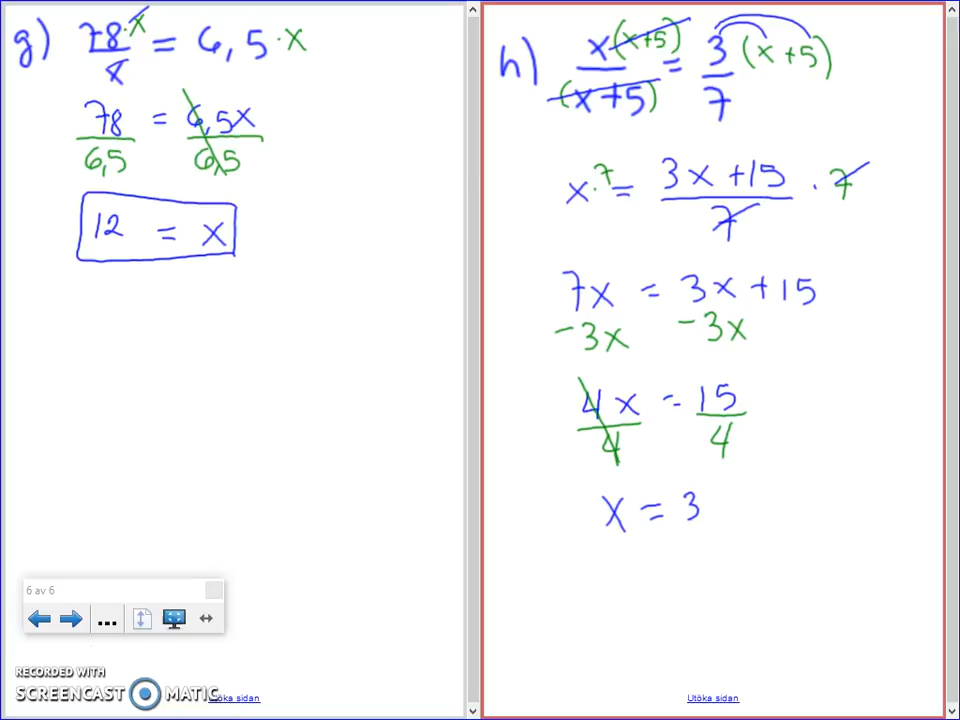 g) 78·x/x = 6,5·x
78/6,5 = 6,5x/6,5
12 = x
h) x(x+5)/(x+5) = 3/7 (x+5)
x·7 = 3x+15/7 · 7
7x = 3x+15
-3x -3x
4x/4 = 15/4
x = 3
6 av 6
...
RECORDED WITH
SCREENCAST MATIC
Utöka sidan
Utöka sidan